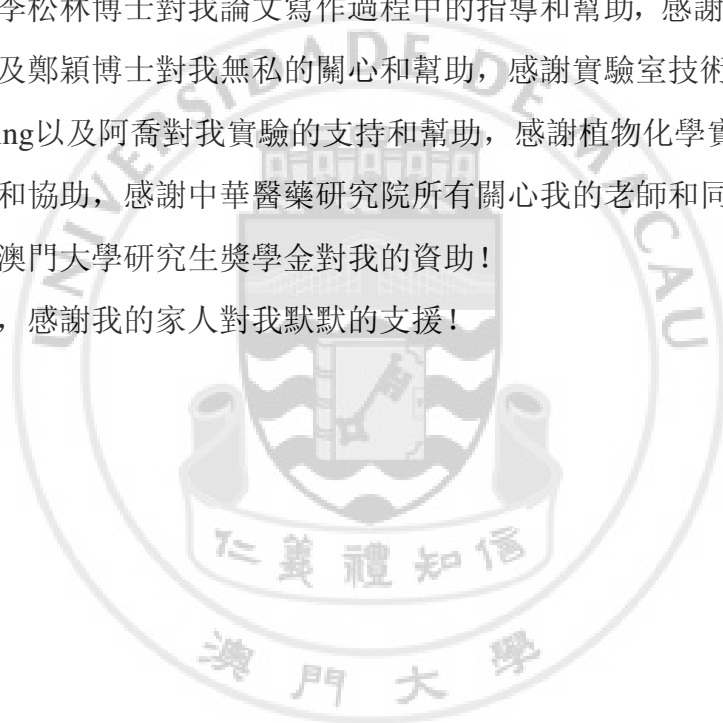 李松林博士對我論文寫作過程中的指導和幫助，感謝
及鄭穎博士對我無私的關心和幫助，感謝實驗室技術
ing以及阿喬對我實驗的支持和幫助，感謝植物化學實
和協助，感謝中華醫藥研究院所有關心我的老師和同
澳門大學研究生獎學金對我的資助！
，感謝我的家人對我默默的支援！
UNIVERSIDADE DE MACAU
仁義禮知信
澳門大學